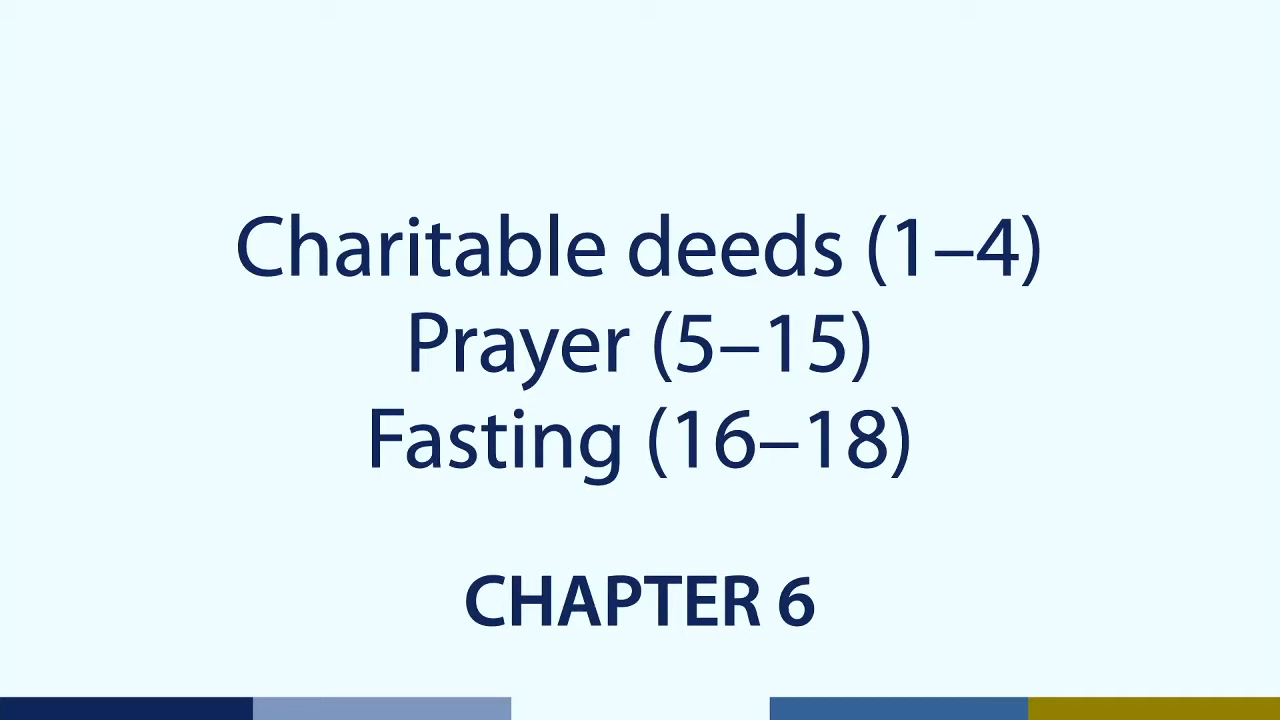 Charitable deeds (1–4)
Prayer (5–15)
Fasting (16–18)
CHAPTER 6